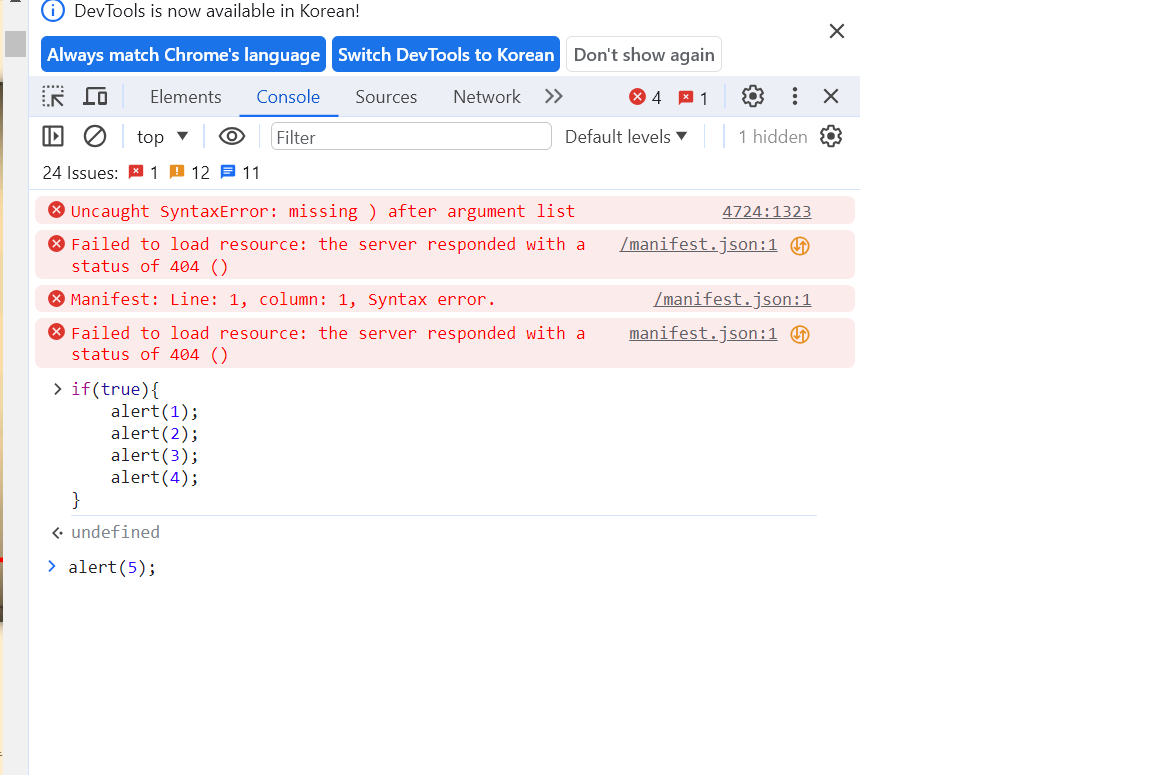 DevTools is now available in Korean!
Always match Chrome's language Switch DevTools to Korean Don't show again
Elements Console Sources Network 4 1
top Filter Default levels 1 hidden
24 Issues: 1 12 11
Uncaught SyntaxError: missing ) after argument list 4724:1323
Failed to load resource: the server responded with a /manifest.json:1
status of 404 ()
Manifest: Line: 1, column: 1, Syntax error. /manifest.json:1
Failed to load resource: the server responded with a manifest.json:1
status of 404 ()
if(true){
    alert(1);
    alert(2);
    alert(3);
    alert(4);
}
undefined
alert(5);